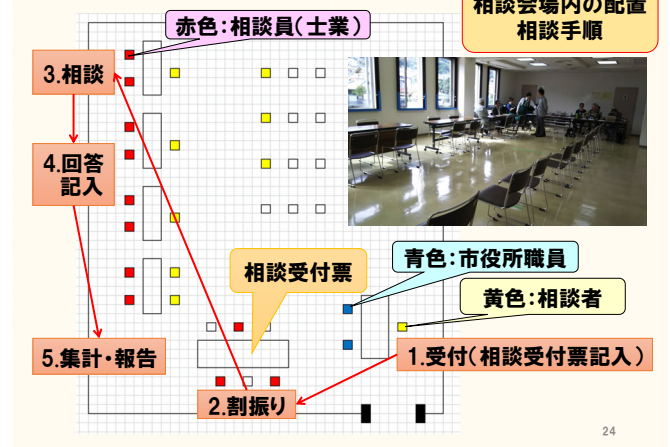 相談会場内の配置
相談手順
赤色：相談員（士業）
3.相談
4.回答
記入
青色：市役所職員
相談受付票
黄色：相談者
5.集計・報告
1.受付（相談受付票記入）
2.割振り
24